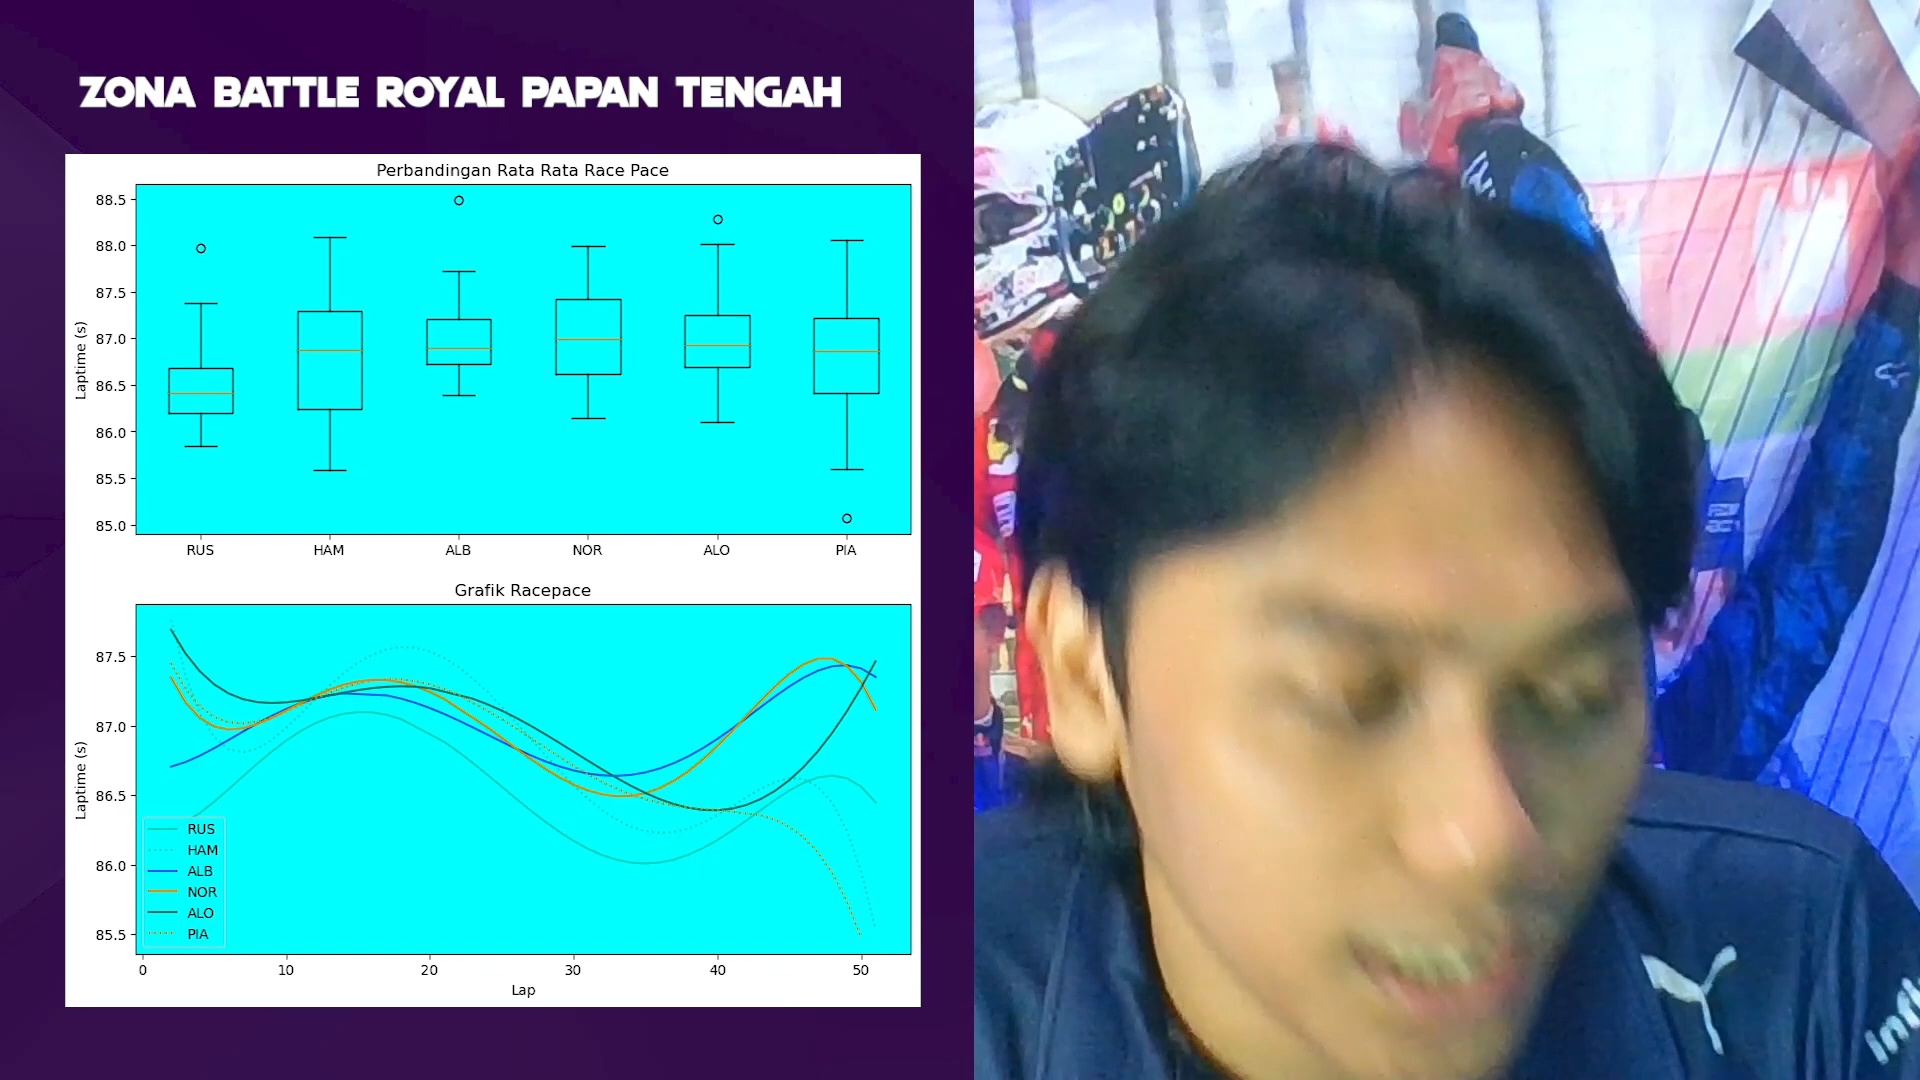 ZONA BATTLE ROYAL PAPAN TENGAH
Perbandingan Rata Rata Race Pace
Laptime (s)
88.5
88.0
87.5
87.0
86.5
86.0
85.5
85.0
RUS HAM ALB NOR ALO PIA
Grafik Racepace
Laptime (s)
87.5
87.0
86.5
86.0
85.5
RUS
HAM
ALB
NOR
ALO
PIA
0 10 20 30 40 50
Lap